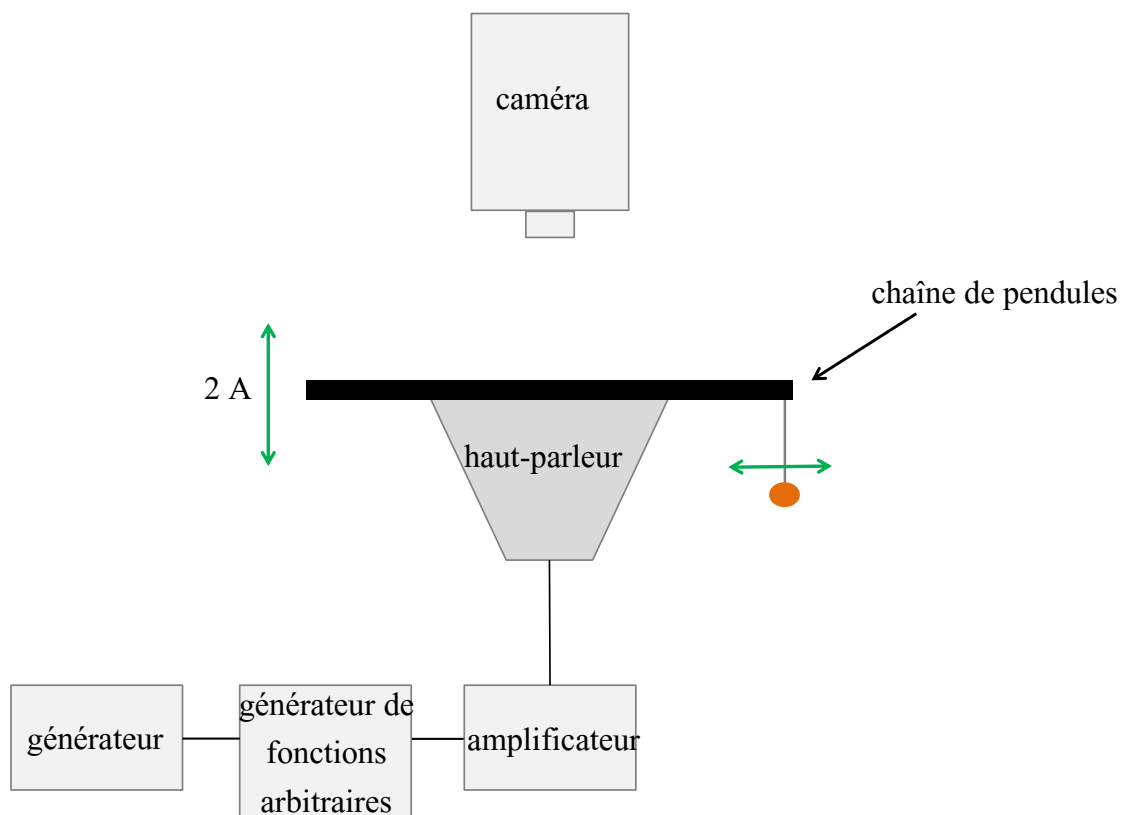 caméra
chaîne de pendules
2 A
haut-parleur
générateur
générateur de
fonctions
arbitraires
amplificateur